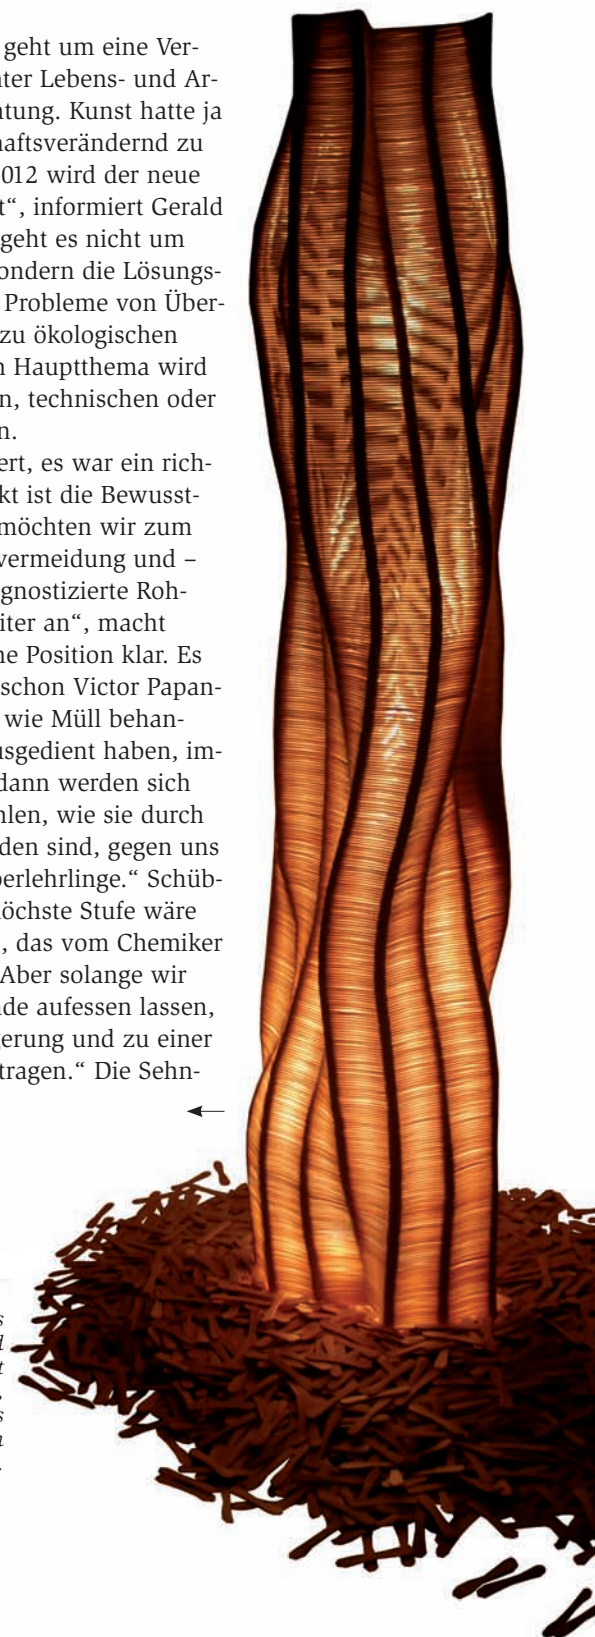 geht um eine Ver-
ter Lebens- und Ar-
tung. Kunst hatte ja
haftsverändernd zu
012 wird der neue
t“, informiert Gerald
geht es nicht um
ondern die Lösungs-
Probleme von Über-
zu ökologischen
n Hauptthema wird
n, technischen oder
n.
ert, es war ein rich-
kt ist die Bewusst-
möchten wir zum
vermeidung und –
gnostizierte Roh-
iter an“, macht
ne Position klar. Es
schon Victor Papan-
wie Müll behan-
usgedient haben, im-
dann werden sich
hlen, wie sie durch
den sind, gegen uns
berlehrlinge.“ Schüb-
höchste Stufe wäre
, das vom Chemiker
Aber solange wir
nde aufessen lassen,
gerung und zu einer
tragen.“ Die Sehn-
s
d
t
.
s
n
.